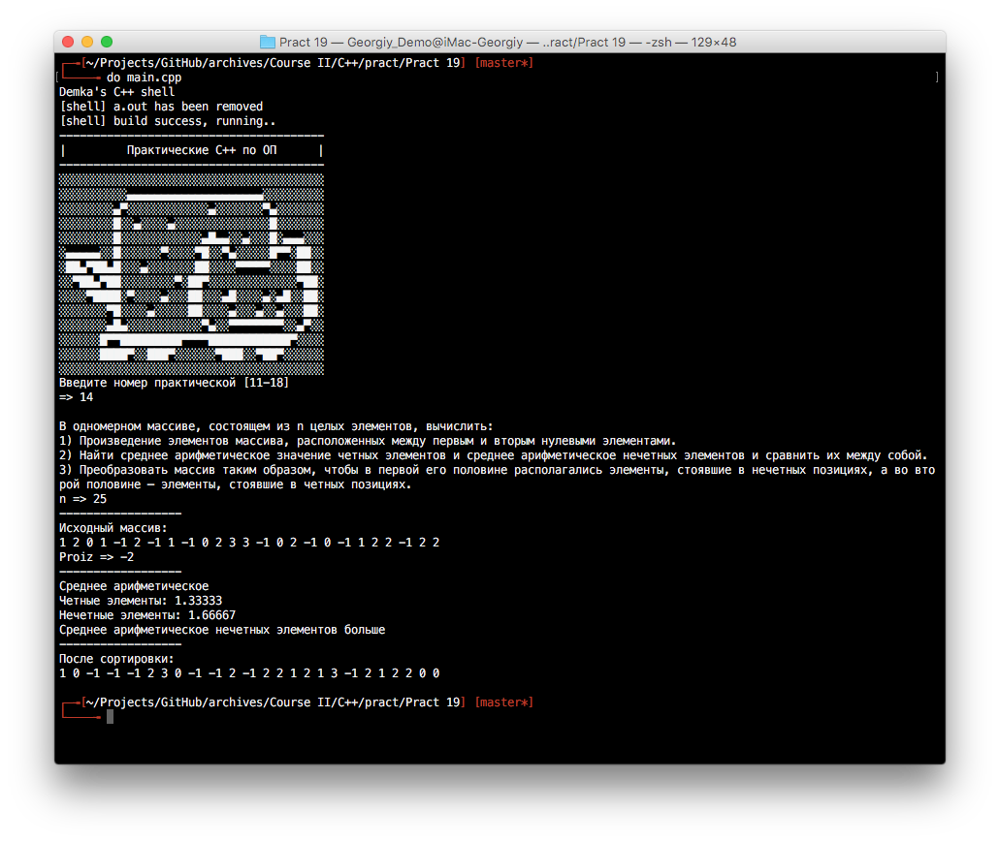 Pract 19 — Georgiy_Demo@iMac-Georgiy — ..ract/Pract 19 — -zsh — 129×48
[~/Projects/GitHub/archives/Course II/C++/pract/Pract 19] [master*]
do main.cpp
Demka's C++ shell
[shell] a.out has been removed
[shell] build success, running..
| Практические C++ по ОП |
Введите номер практической [11-18]
=> 14
В одномерном массиве, состоящем из n целых элементов, вычислить:
1) Произведение элементов массива, расположенных между первым и вторым нулевыми элементами.
2) Найти среднее арифметическое значение четных элементов и среднее арифметическое нечетных элементов и сравнить их между собой.
3) Преобразовать массив таким образом, чтобы в первой его половине располагались элементы, стоявшие в нечетных позициях, а во вто
рой половине — элементы, стоявшие в четных позициях.
n => 25
------------------
Исходный массив:
1 2 0 1 -1 2 -1 1 -1 0 2 3 3 -1 0 2 -1 0 -1 1 2 2 -1 2 2
Proiz => -2
------------------
Среднее арифметическое
Четные элементы: 1.33333
Нечетные элементы: 1.66667
Среднее арифметическое нечетных элементов больше
------------------
После сортировки:
1 0 -1 -1 -1 2 3 0 -1 -1 2 -1 2 2 1 2 1 3 -1 2 1 2 2 0 0
[~/Projects/GitHub/archives/Course II/C++/pract/Pract 19] [master*]